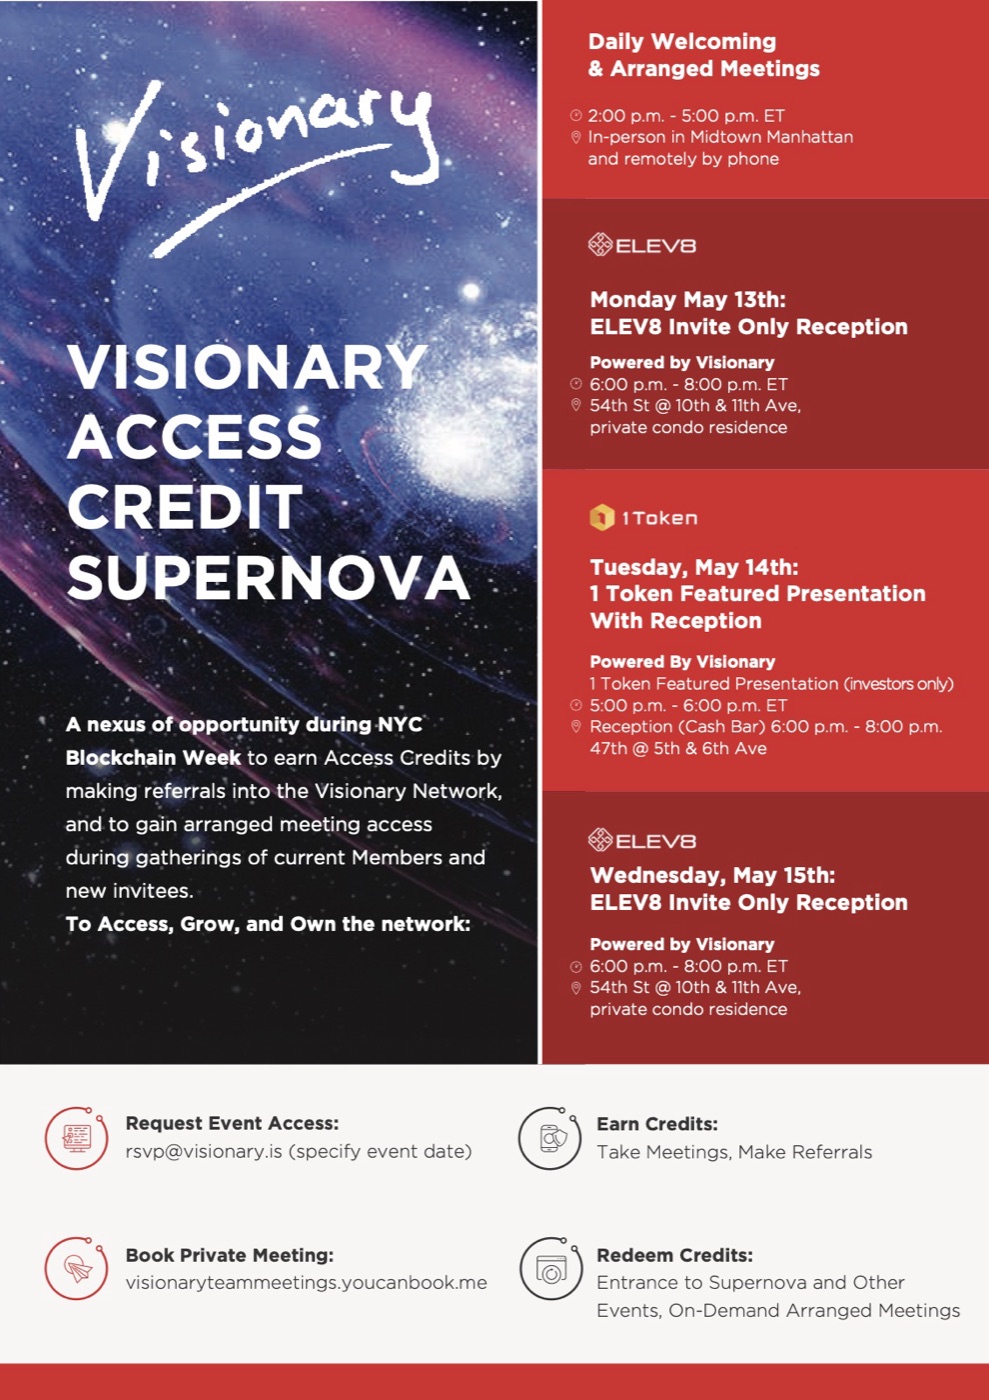 Visionary
VISIONARY
ACCESS
CREDIT
SUPERNOVA
A nexus of opportunity during NYC
Blockchain Week to earn Access Credits by
making referrals into the Visionary Network,
and to gain arranged meeting access
during gatherings of current Members and
new invitees.
To Access, Grow, and Own the network:
Daily Welcoming
& Arranged Meetings
2:00 p.m. - 5:00 p.m. ET
In-person in Midtown Manhattan
and remotely by phone
ELEV8
Monday May 13th:
ELEV8 Invite Only Reception
Powered by Visionary
6:00 p.m. - 8:00 p.m. ET
54th St @ 10th & 11th Ave,
private condo residence
1Token
Tuesday, May 14th:
1 Token Featured Presentation
With Reception
Powered By Visionary
1 Token Featured Presentation (investors only)
5:00 p.m. - 6:00 p.m. ET
Reception (Cash Bar) 6:00 p.m. - 8:00 p.m.
47th @ 5th & 6th Ave
ELEV8
Wednesday, May 15th:
ELEV8 Invite Only Reception
Powered by Visionary
6:00 p.m. - 8:00 p.m. ET
54th St @ 10th & 11th Ave,
private condo residence
Request Event Access:
rsvp@visionary.is (specify event date)
Earn Credits:
Take Meetings, Make Referrals
Book Private Meeting:
visionaryteammeetings.youcanbook.me
Redeem Credits:
Entrance to Supernova and Other
Events, On-Demand Arranged Meetings